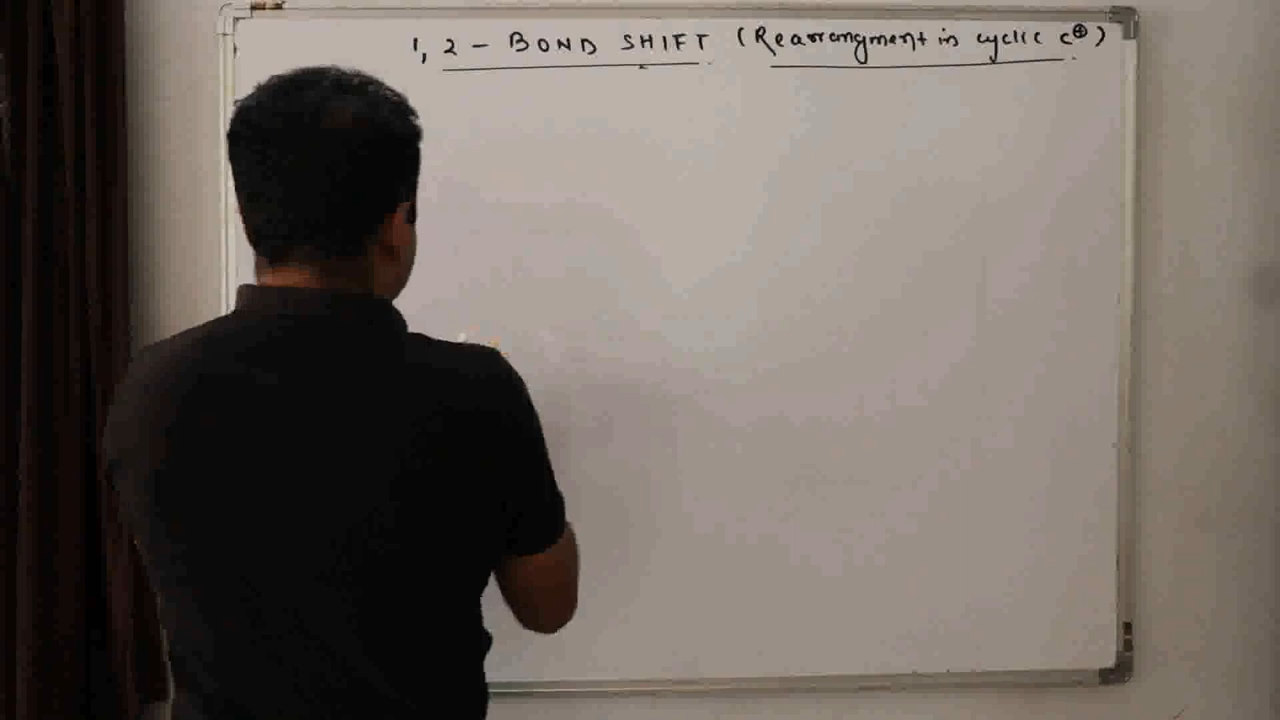 1, 2 - BOND SHIFT (Rearrangment in cyclic C⊕)